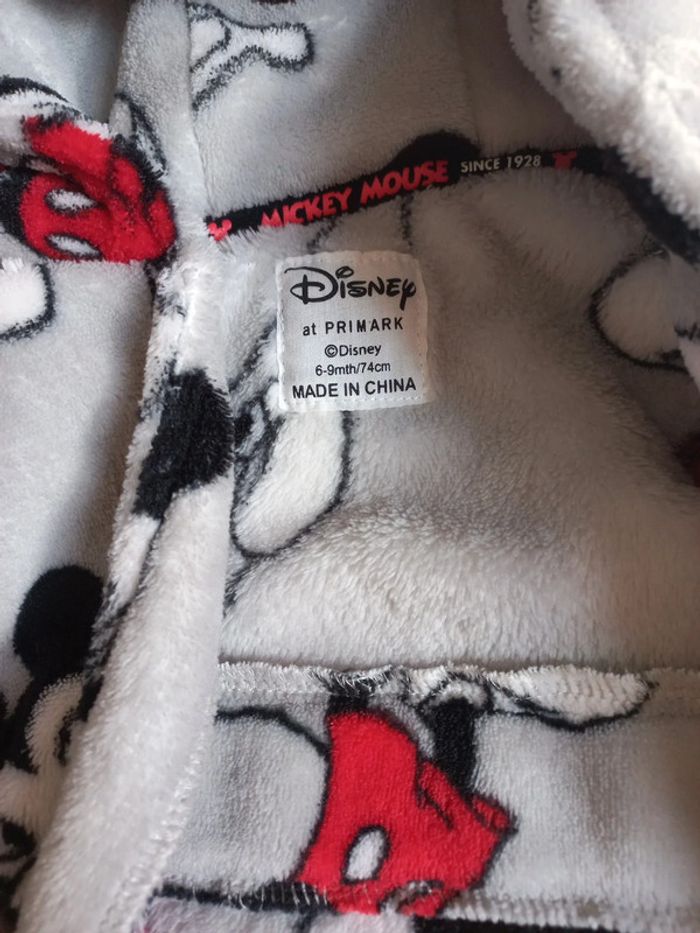 MICKEY MOUSE SINCE 1928
Disney
at PRIMARK
©Disney
6-9mth/74cm
MADE IN CHINA